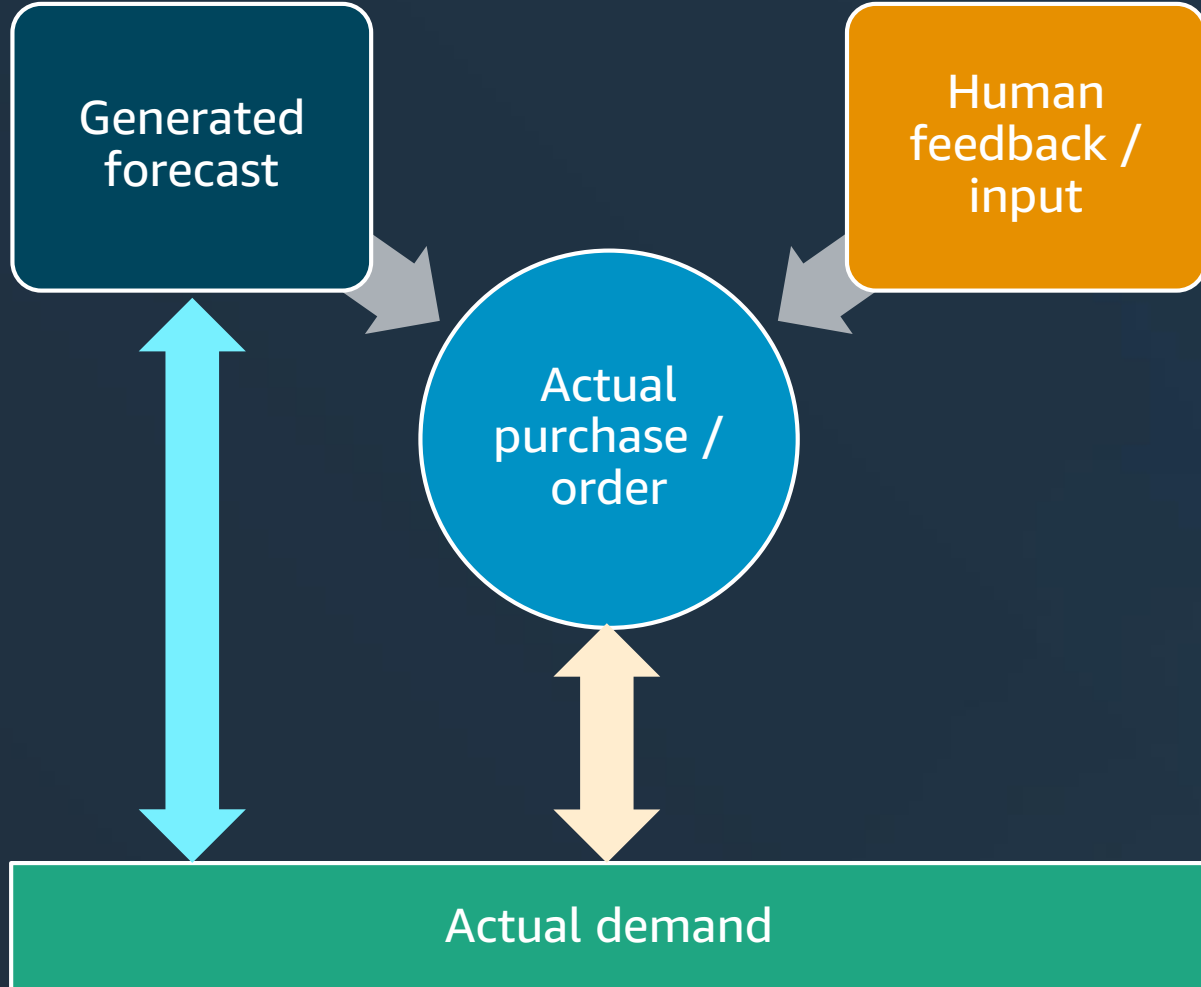 Generated
forecast
Human
feedback /
input
Actual
purchase /
order
Actual demand